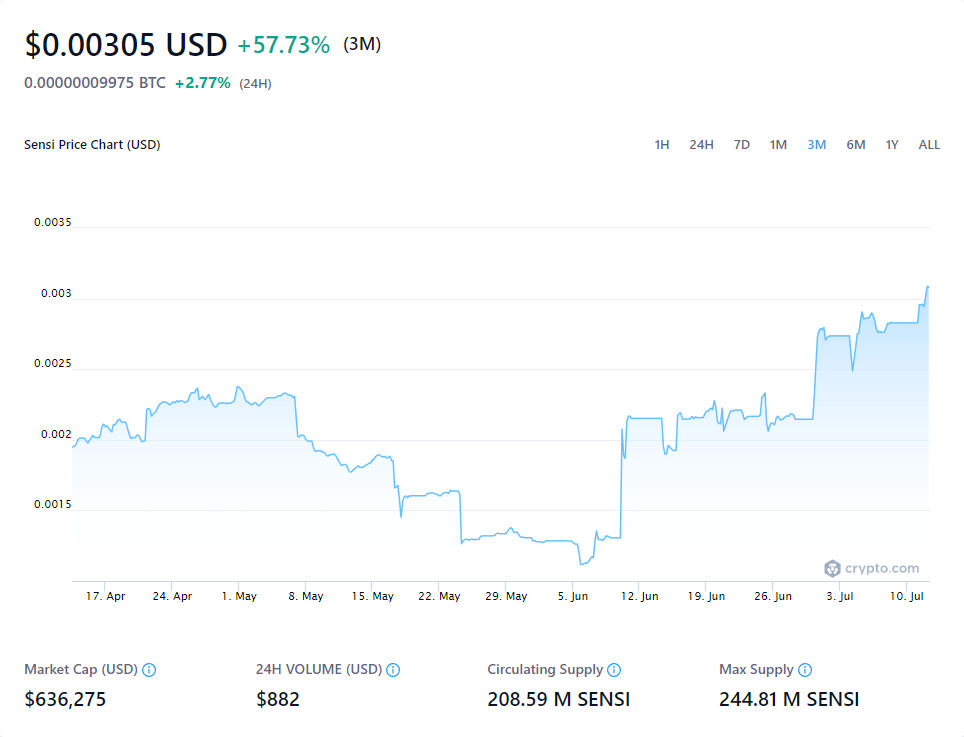 $0.00305 USD +57.73% (3M)
0.00000009975 BTC +2.77% (24H)
Sensi Price Chart (USD) 1H 24H 7D 1M 3M 6M 1Y ALL
0.0035
0.003
0.0025
0.002
0.0015
crypto.com
17. Apr 24. Apr 1. May 8. May 15. May 22. May 29. May 5. Jun 12. Jun 19. Jun 26. Jun 3. Jul 10. Jul
Market Cap (USD) 24H VOLUME (USD) Circulating Supply Max Supply
$636,275 $882 208.59 M SENSI 244.81 M SENSI